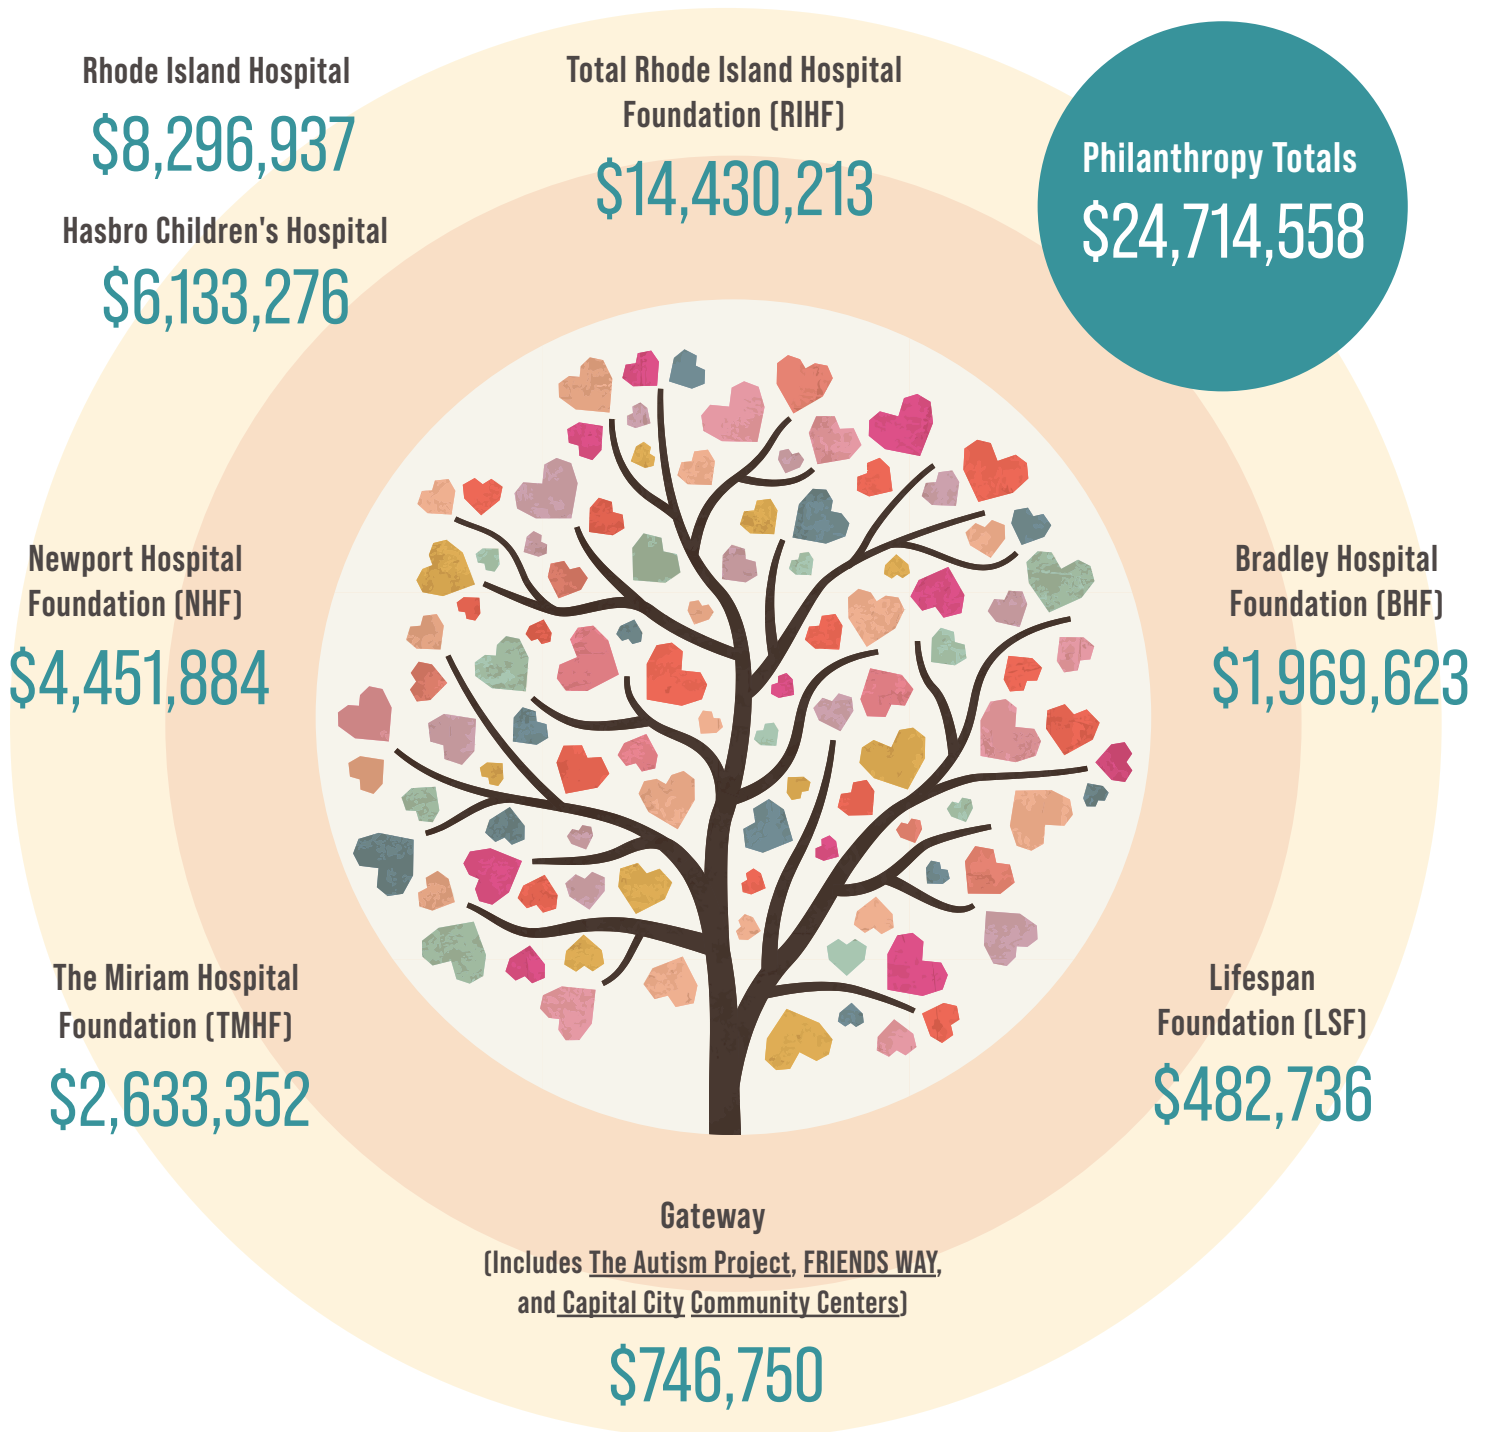 Rhode Island Hospital
$8,296,937
Hasbro Children's Hospital
$6,133,276
Total Rhode Island Hospital
Foundation (RIHF)
$14,430,213
Philanthropy Totals
$24,714,558
Newport Hospital
Foundation (NHF)
$4,451,884
Bradley Hospital
Foundation (BHF)
$1,969,623
The Miriam Hospital
Foundation (TMHF)
$2,633,352
Lifespan
Foundation (LSF)
$482,736
Gateway
(Includes The Autism Project, FRIENDS WAY,
and Capital City Community Centers)
$746,750